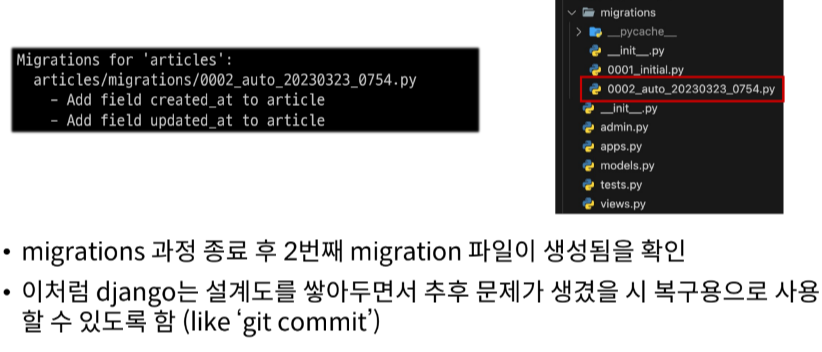 Migrations for 'articles':
articles/migrations/0002_auto_20230323_0754.py
- Add field created_at to article
- Add field updated_at to article
migrations
__pycache__
__init__.py
0001_initial.py
0002_auto_20230323_0754.py
__init__.py
admin.py
apps.py
models.py
tests.py
views.py
• migrations 과정 종료 후 2번째 migration 파일이 생성됨을 확인
• 이처럼 django는 설계도를 쌓아두면서 추후 문제가 생겼을 시 복구용으로 사용
할 수 있도록 함 (like ‘git commit’)